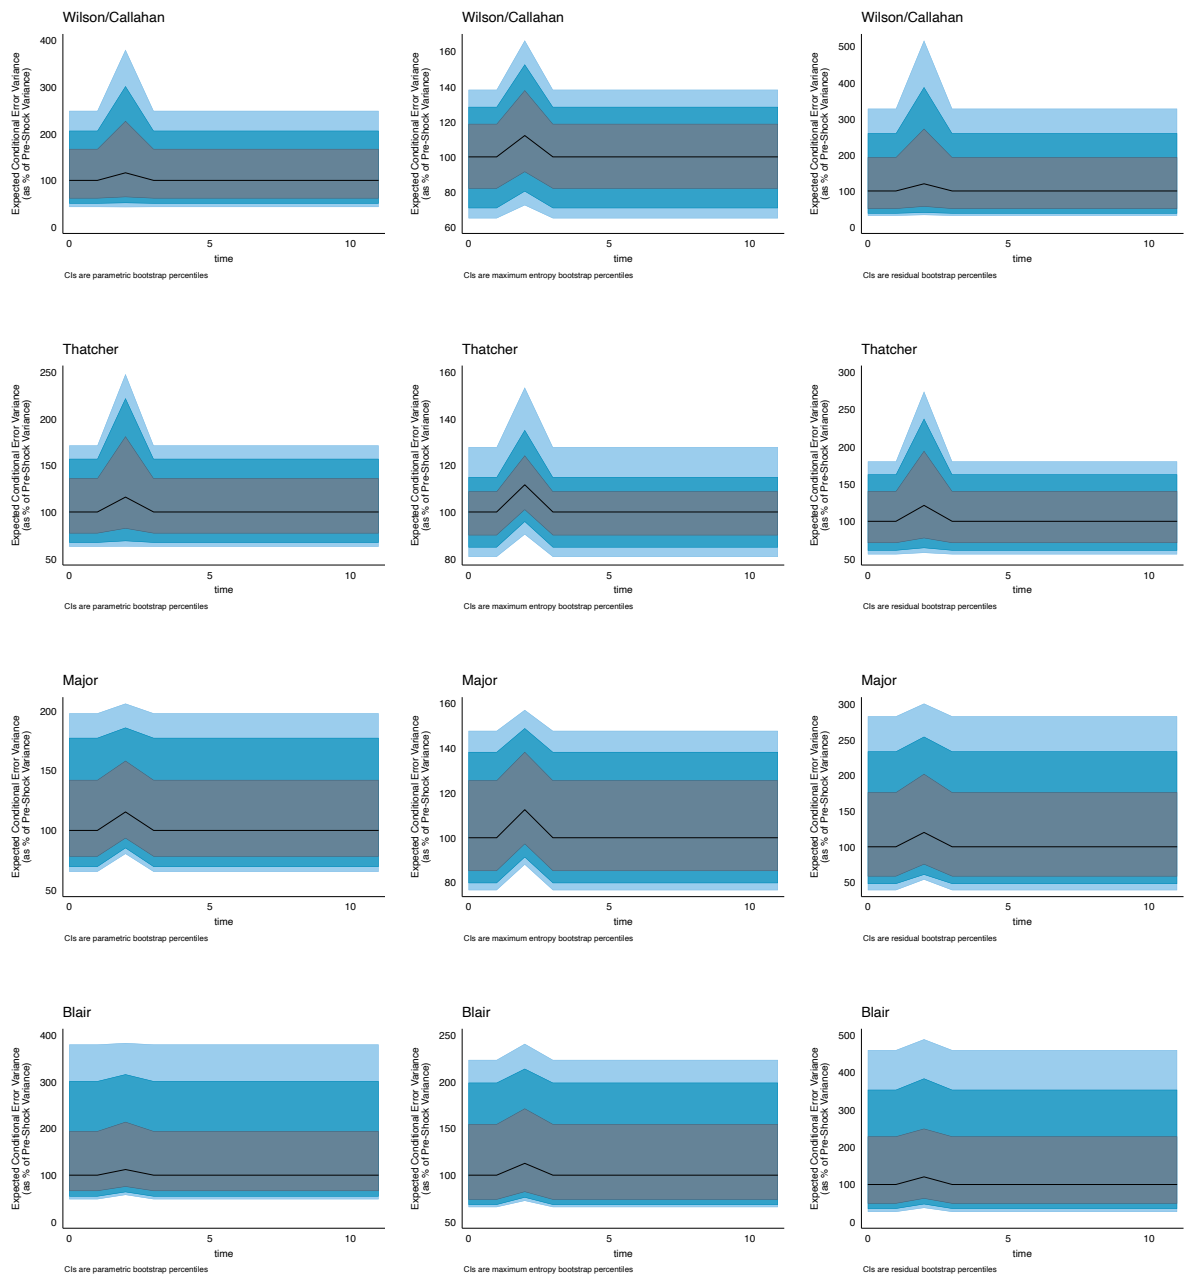 Wilson/Callahan
Expected Conditional Error Variance
(as % of Pre-Shock Variance)
400
300
200
100
0
0 5 10
time
CIs are parametric bootstrap percentiles
Wilson/Callahan
Expected Conditional Error Variance
(as % of Pre-Shock Variance)
160
140
120
100
80
60
0 5 10
time
CIs are maximum entropy bootstrap percentiles
Wilson/Callahan
Expected Conditional Error Variance
(as % of Pre-Shock Variance)
500
400
300
200
100
0
0 5 10
time
CIs are residual bootstrap percentiles
Thatcher
Expected Conditional Error Variance
(as % of Pre-Shock Variance)
250
200
150
100
50
0 5 10
time
CIs are parametric bootstrap percentiles
Thatcher
Expected Conditional Error Variance
(as % of Pre-Shock Variance)
160
140
120
100
80
0 5 10
time
CIs are maximum entropy bootstrap percentiles
Thatcher
Expected Conditional Error Variance
(as % of Pre-Shock Variance)
300
250
200
150
100
50
0 5 10
time
CIs are residual bootstrap percentiles
Major
Expected Conditional Error Variance
(as % of Pre-Shock Variance)
200
150
100
50
0 5 10
time
CIs are parametric bootstrap percentiles
Major
Expected Conditional Error Variance
(as % of Pre-Shock Variance)
160
140
120
100
80
0 5 10
time
CIs are maximum entropy bootstrap percentiles
Major
Expected Conditional Error Variance
(as % of Pre-Shock Variance)
300
250
200
150
100
50
0 5 10
time
CIs are residual bootstrap percentiles
Blair
Expected Conditional Error Variance
(as % of Pre-Shock Variance)
400
300
200
100
0
0 5 10
time
CIs are parametric bootstrap percentiles
Blair
Expected Conditional Error Variance
(as % of Pre-Shock Variance)
250
200
150
100
50
0 5 10
time
CIs are maximum entropy bootstrap percentiles
Blair
Expected Conditional Error Variance
(as % of Pre-Shock Variance)
500
400
300
200
100
0
0 5 10
time
CIs are residual bootstrap percentiles